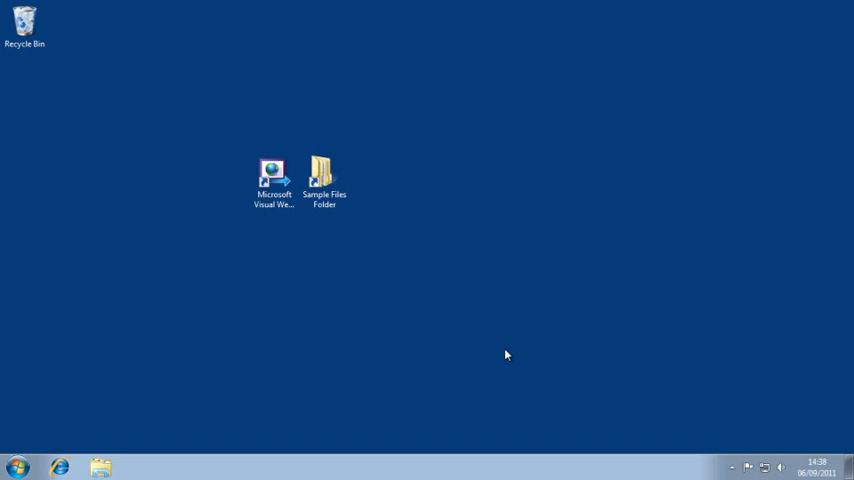 Recycle Bin
Microsoft
Visual We...
Sample Files
Folder
14:38
06/09/2011